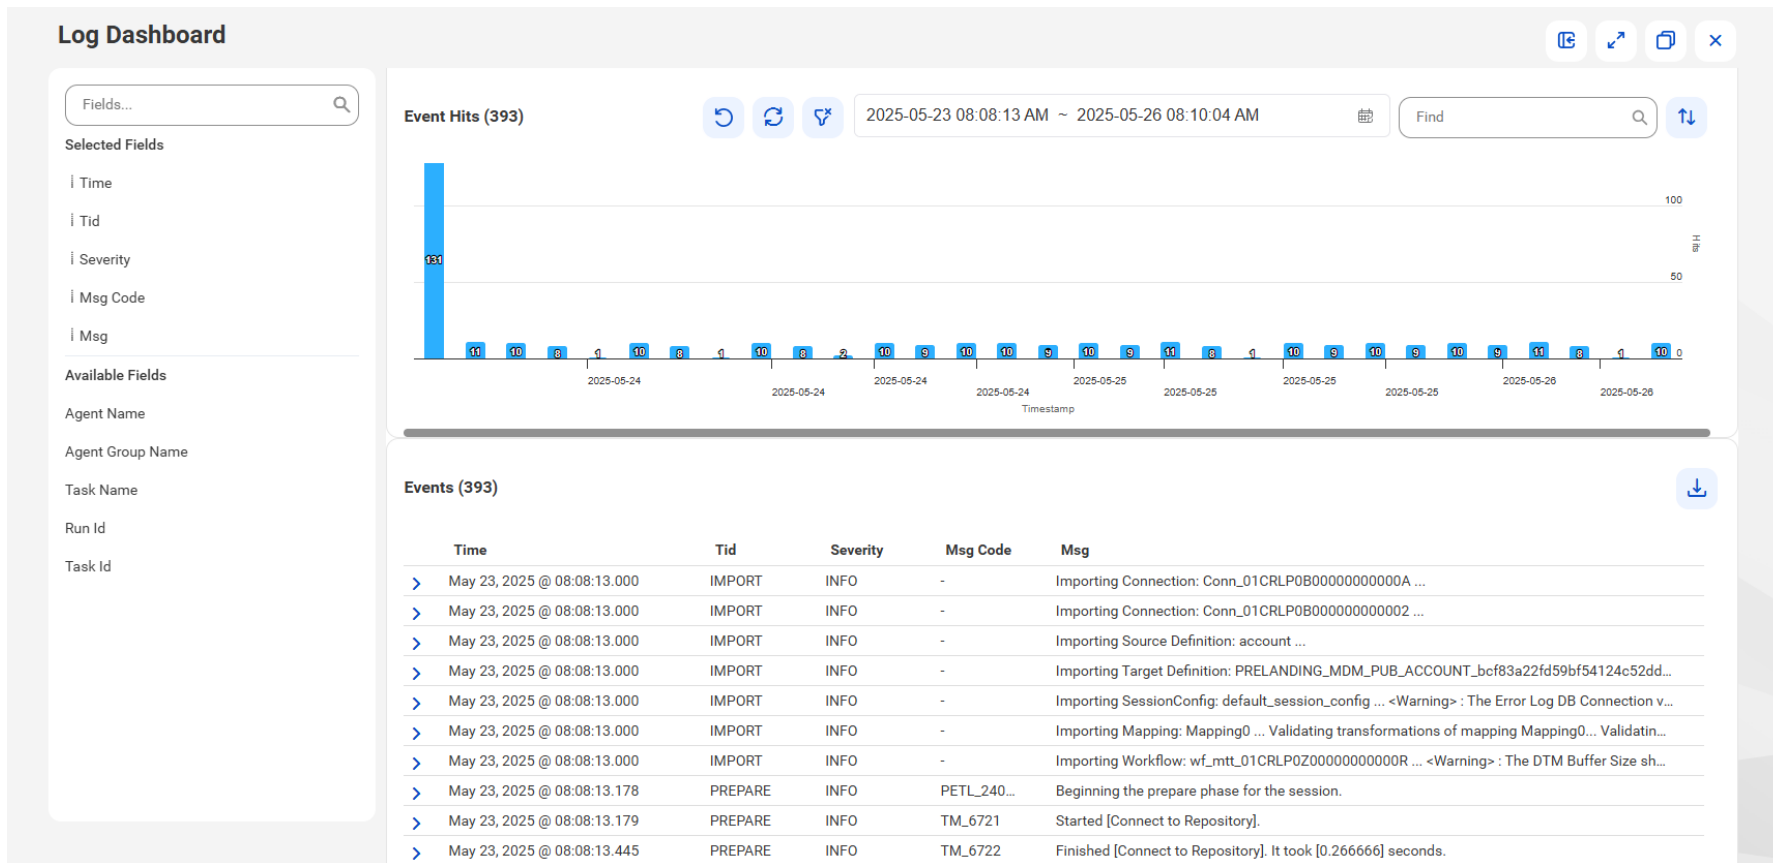 Log Dashboard
Fields...
Selected Fields
Time
Tid
Severity
Msg Code
Msg
Available Fields
Agent Name
Agent Group Name
Task Name
Run Id
Task Id
Event Hits (393)
2025-05-23 08:08:13 AM ~ 2025-05-26 08:10:04 AM
Find
100
50
0
Hits
131 11 10 8 1 10 8 1 10 8 2 10 9 10 10 9 10 9 11 8 1 10 9 10 9 10 9 11 8 1 10
2025-05-24 2025-05-24 2025-05-24 2025-05-24 2025-05-25 2025-05-25 2025-05-25 2025-05-25 2025-05-26 2025-05-26
Timestamp
Events (393)
Time Tid Severity Msg Code Msg
May 23, 2025 @ 08:08:13.000 IMPORT INFO - Importing Connection: Conn_01CRLP0B00000000000A ...
May 23, 2025 @ 08:08:13.000 IMPORT INFO - Importing Connection: Conn_01CRLP0B000000000002 ...
May 23, 2025 @ 08:08:13.000 IMPORT INFO - Importing Source Definition: account ...
May 23, 2025 @ 08:08:13.000 IMPORT INFO - Importing Target Definition: PRELANDING_MDM_PUB_ACCOUNT_bcf83a22fd59bf54124c52dd...
May 23, 2025 @ 08:08:13.000 IMPORT INFO - Importing SessionConfig: default_session_config ... <Warning> : The Error Log DB Connection v...
May 23, 2025 @ 08:08:13.000 IMPORT INFO - Importing Mapping: Mapping0 ... Validating transformations of mapping Mapping0... Validatin...
May 23, 2025 @ 08:08:13.000 IMPORT INFO - Importing Workflow: wf_mtt_01CRLP0Z00000000000R ... <Warning> : The DTM Buffer Size sh...
May 23, 2025 @ 08:08:13.178 PREPARE INFO PETL_240... Beginning the prepare phase for the session.
May 23, 2025 @ 08:08:13.179 PREPARE INFO TM_6721 Started [Connect to Repository].
May 23, 2025 @ 08:08:13.445 PREPARE INFO TM_6722 Finished [Connect to Repository]. It took [0.266666] seconds.